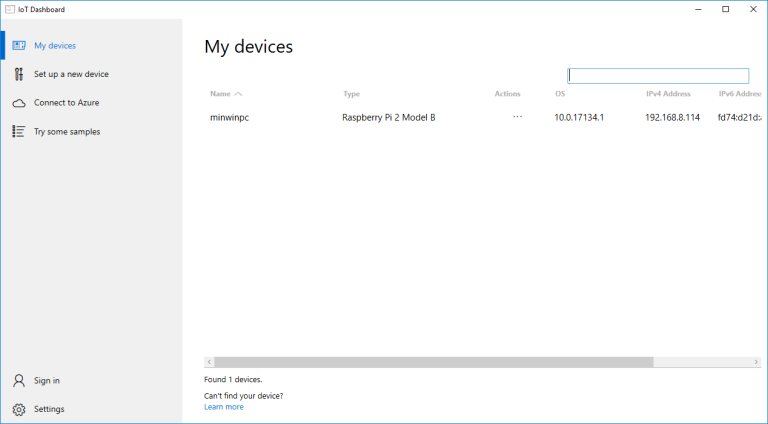 IoT Dashboard
My devices
Set up a new device
Connect to Azure
Try some samples
Sign in
Settings
My devices
Name Type Actions OS IPv4 Address IPv6 Addres
minwinpc Raspberry Pi 2 Model B ... 10.0.17134.1 192.168.8.114 fd74:d21d:
Found 1 devices.
Can't find your device?
Learn more